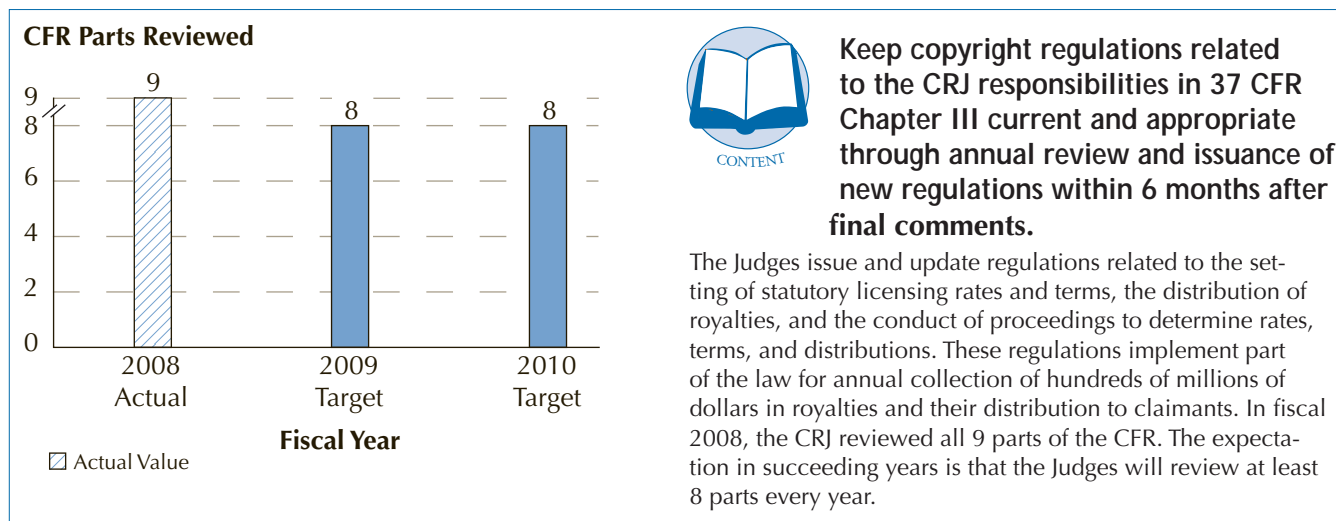 CFR Parts Reviewed
9
9
8
8
8
6
4
2
0
2008
Actual
2009
Target
2010
Target
Fiscal Year
Actual Value
CONTENT
Keep copyright regulations related
to the CRJ responsibilities in 37 CFR
Chapter III current and appropriate
through annual review and issuance of
new regulations within 6 months after
final comments.
The Judges issue and update regulations related to the set-
ting of statutory licensing rates and terms, the distribution of
royalties, and the conduct of proceedings to determine rates,
terms, and distributions. These regulations implement part
of the law for annual collection of hundreds of millions of
dollars in royalties and their distribution to claimants. In fiscal
2008, the CRJ reviewed all 9 parts of the CFR. The expecta-
tion in succeeding years is that the Judges will review at least
8 parts every year.